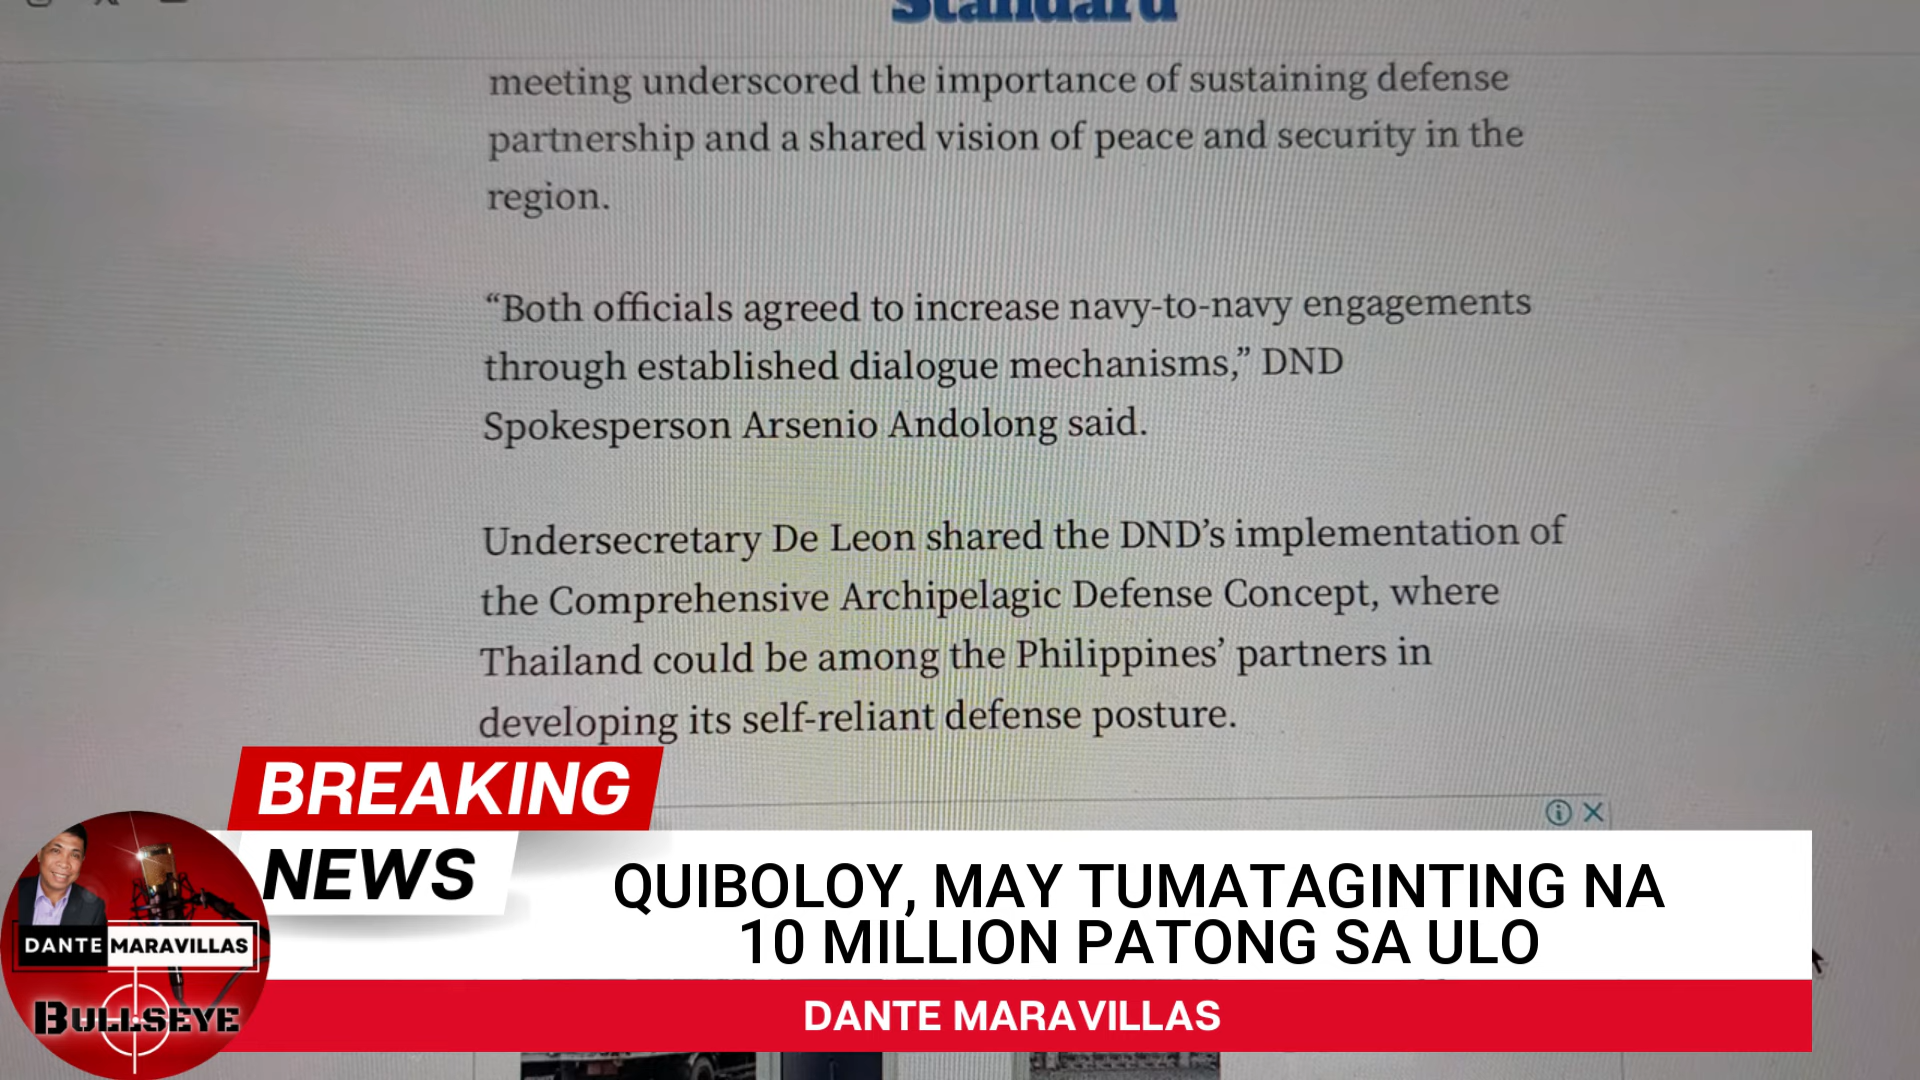 Standard
meeting underscored the importance of sustaining defense
partnership and a shared vision of peace and security in the
region.
“Both officials agreed to increase navy-to-navy engagements
through established dialogue mechanisms,” DND
Spokesperson Arsenio Andolong said.
Undersecretary De Leon shared the DND’s implementation of
the Comprehensive Archipelagic Defense Concept, where
Thailand could be among the Philippines’ partners in
developing its self-reliant defense posture.
BREAKING
NEWS
QUIBOLOY, MAY TUMATAGINTING NA
10 MILLION PATONG SA ULO
DANTE MARAVILLAS
DANTE MARAVILLAS
BULLSEYE